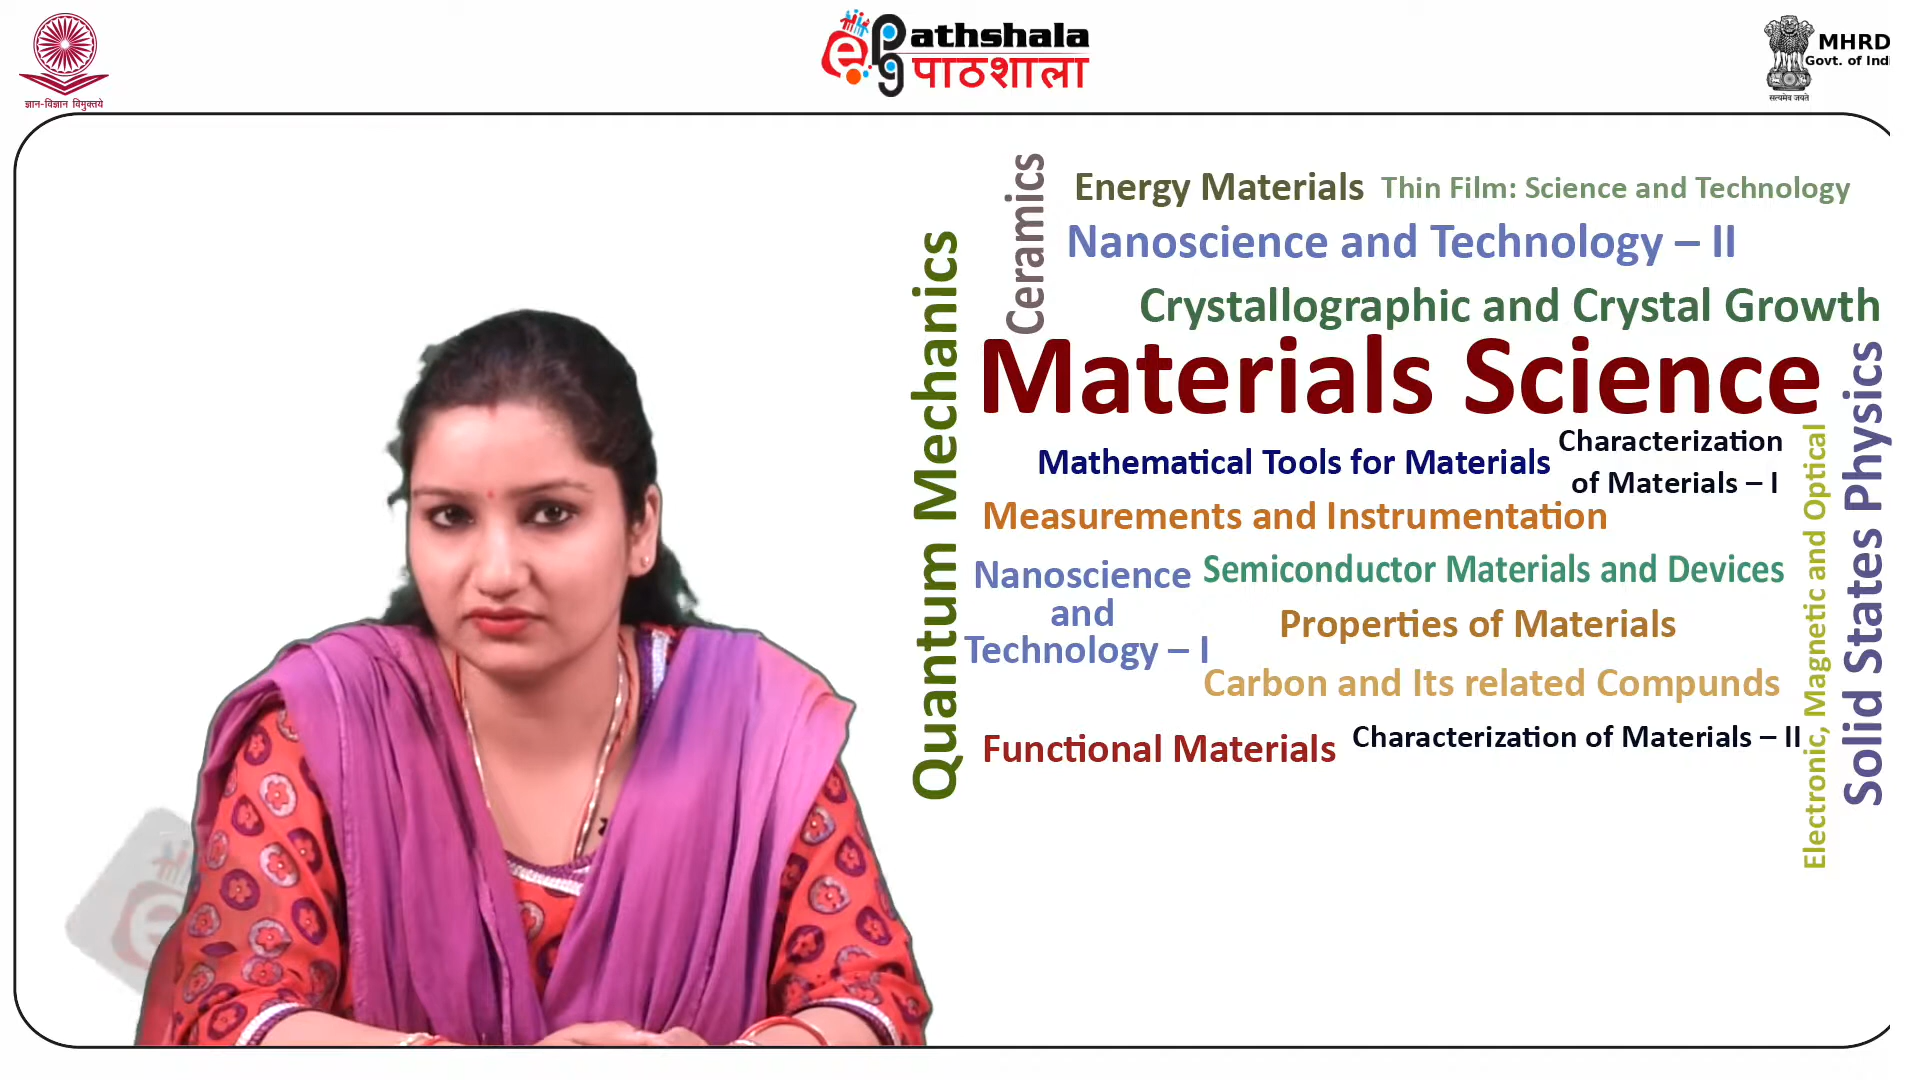 ज्ञान-विज्ञान विमुक्तये
ePathshala
पाठशाला
MHRD
Govt. of Ind
सत्यमेव जयते
Ceramics
Energy Materials
Thin Film: Science and Technology
Nanoscience and Technology – II
Crystallographic and Crystal Growth
Quantum Mechanics
Materials Science
Solid States Physics
Mathematical Tools for Materials
Characterization
of Materials – I
Electronic, Magnetic and Optical
Measurements and Instrumentation
Nanoscience
and
Technology – I
Semiconductor Materials and Devices
Properties of Materials
Carbon and Its related Compunds
Functional Materials
Characterization of Materials – II